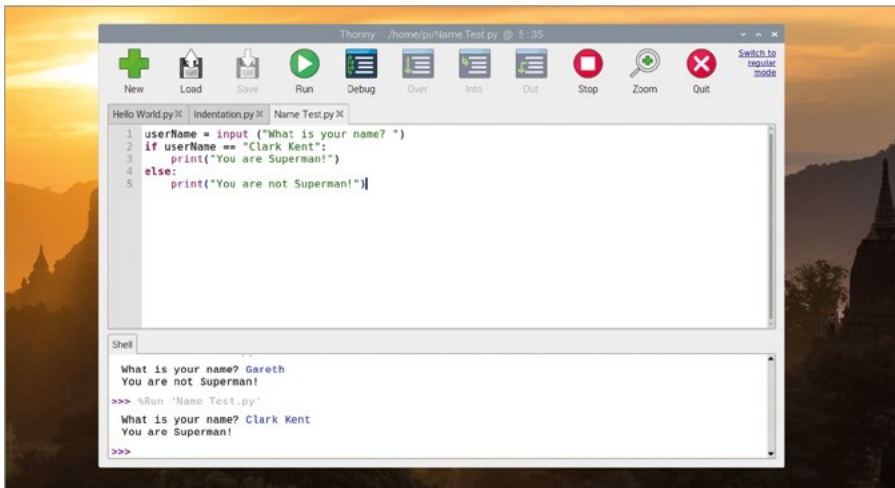 Thonny - /home/pi/Name Test.py @ 5:35
New Load Save Run Debug Over Into Out Stop Zoom Quit
Switch to
regular
mode
Hello World.py Indentation.py Name Test.py
1 userName = input ("What is your name? ")
2 if userName == "Clark Kent":
3     print("You are Superman!")
4 else:
5     print("You are not Superman!")
Shell
What is your name? Gareth
You are not Superman!
>>> %Run 'Name Test.py'
What is your name? Clark Kent
You are Superman!
>>>